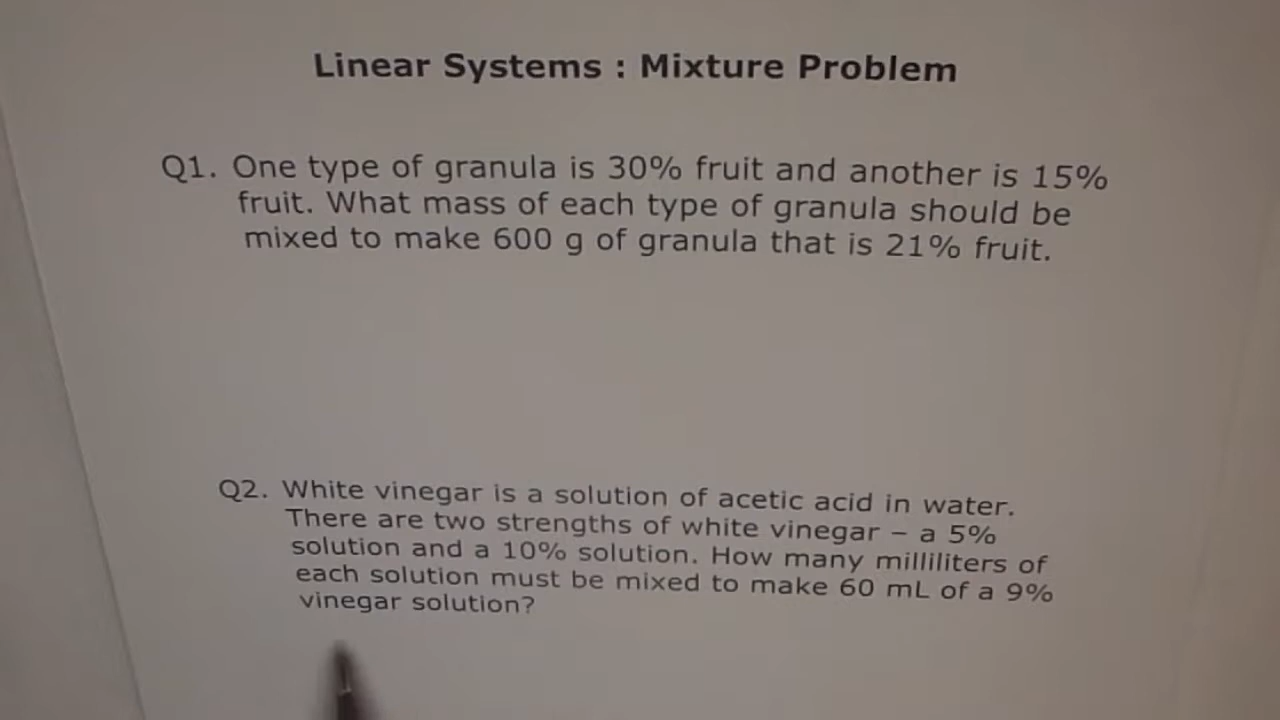 Linear Systems : Mixture Problem
Q1. One type of granula is 30% fruit and another is 15%
fruit. What mass of each type of granula should be
mixed to make 600 g of granula that is 21% fruit.
Q2. White vinegar is a solution of acetic acid in water.
There are two strengths of white vinegar – a 5%
solution and a 10% solution. How many milliliters of
each solution must be mixed to make 60 mL of a 9%
vinegar solution?